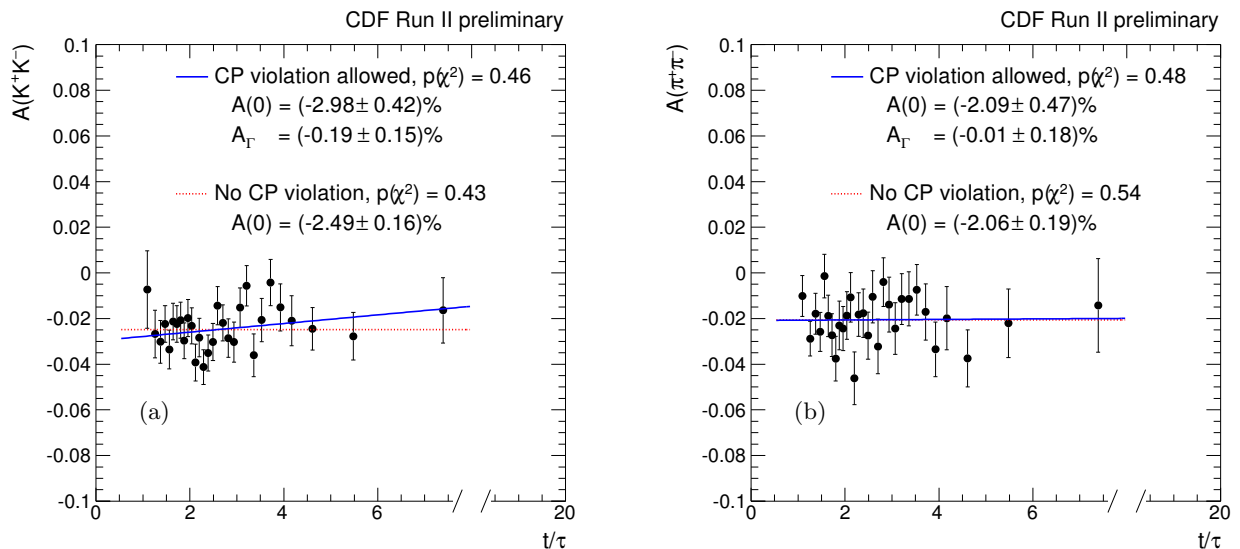 CDF Run II preliminary
A(K⁺K⁻)
0.1
0.08
0.06
0.04
0.02
0
-0.02
-0.04
-0.06
-0.08
-0.1
CP violation allowed, p(χ²) = 0.46
A(0) = (-2.98 ± 0.42)%
A_Γ = (-0.19 ± 0.15)%
No CP violation, p(χ²) = 0.43
A(0) = (-2.49 ± 0.16)%
(a)
0 2 4 6 20
t/τ
CDF Run II preliminary
A(π⁺π⁻)
0.1
0.08
0.06
0.04
0.02
0
-0.02
-0.04
-0.06
-0.08
-0.1
CP violation allowed, p(χ²) = 0.48
A(0) = (-2.09 ± 0.47)%
A_Γ = (-0.01 ± 0.18)%
No CP violation, p(χ²) = 0.54
A(0) = (-2.06 ± 0.19)%
(b)
0 2 4 6 20
t/τ